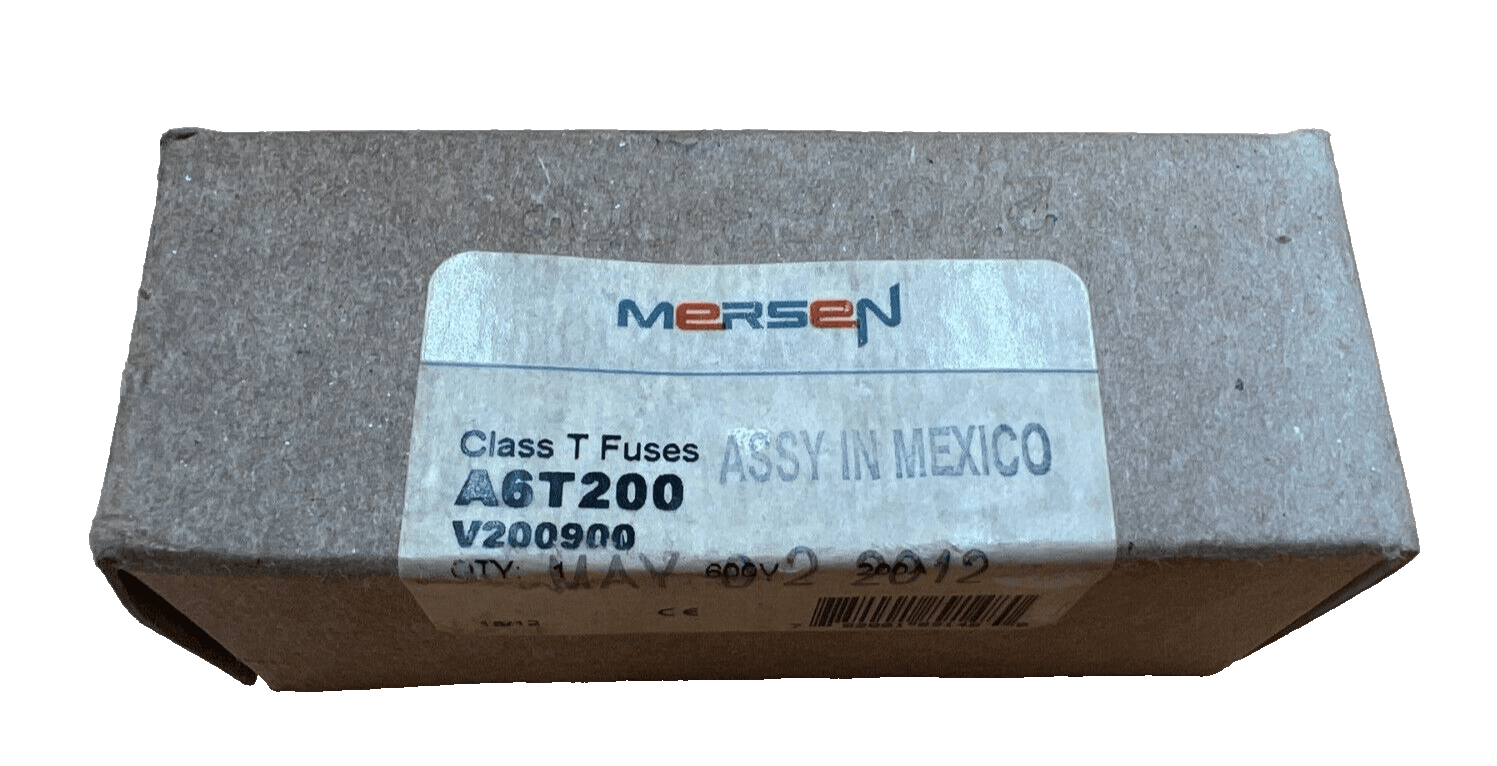 MERSEN
Class T Fuses ASSY IN MEXICO
A6T200
V200900
QTY: 1 600V 200A
MAY 02 2012
CE